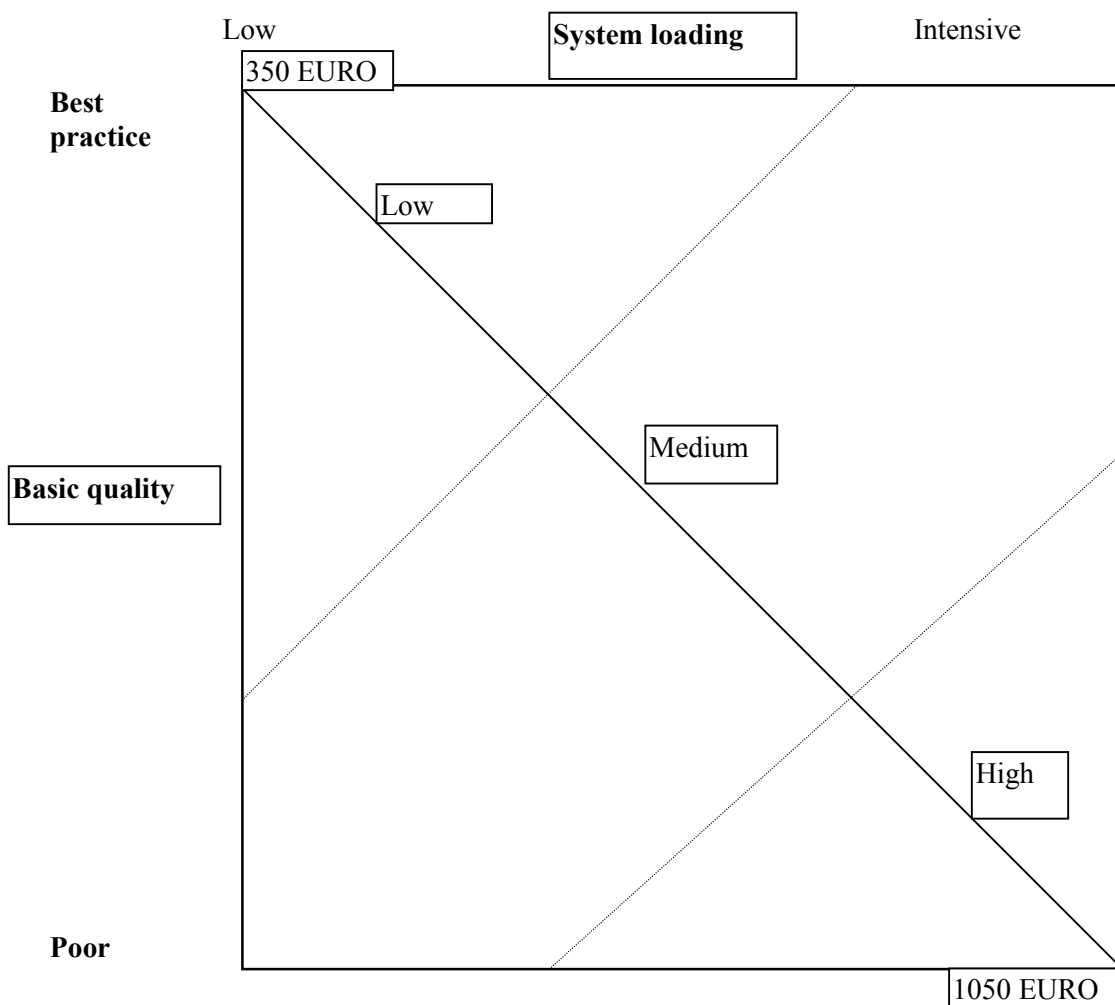 Low
System loading
Intensive
350 EURO
Best
practice
Low
Medium
Basic quality
High
Poor
1050 EURO